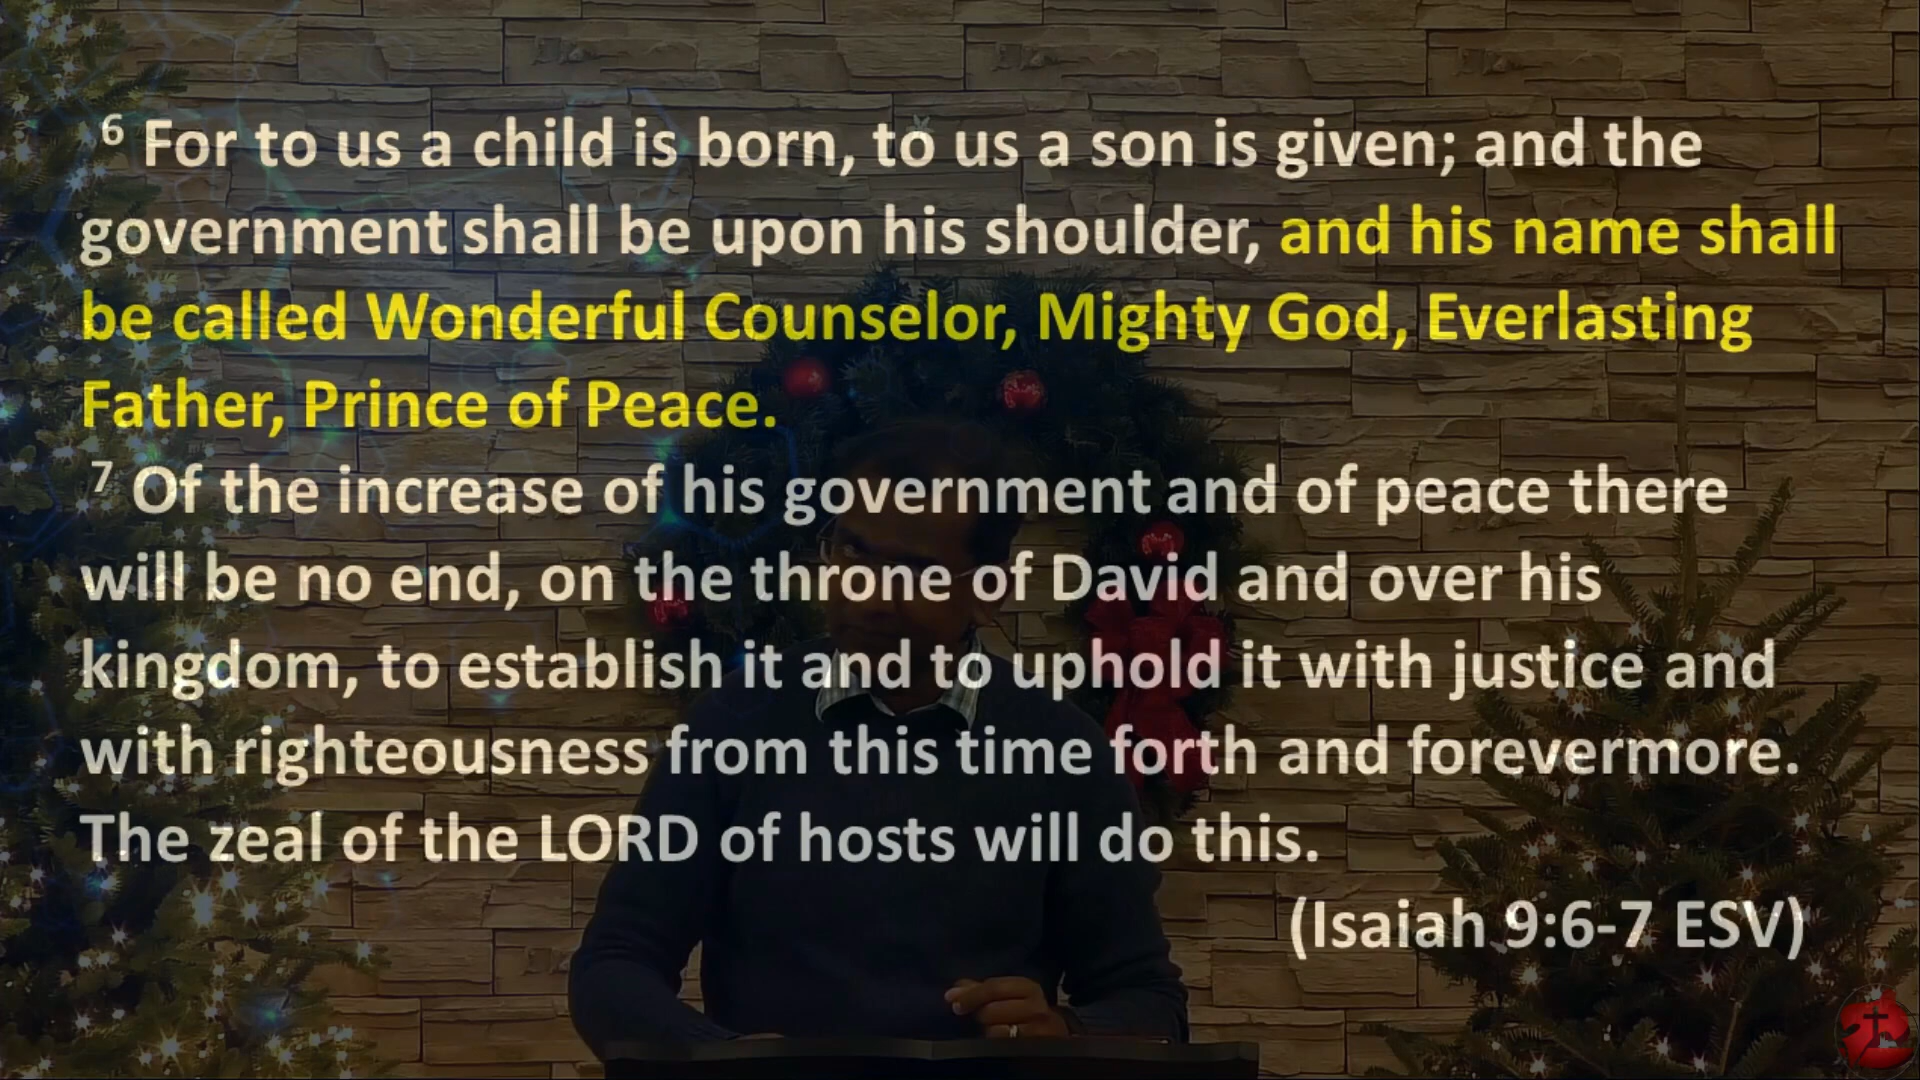 6 For to us a child is born, to us a son is given; and the
government shall be upon his shoulder, and his name shall
be called Wonderful Counselor, Mighty God, Everlasting
Father, Prince of Peace.
7 Of the increase of his government and of peace there
will be no end, on the throne of David and over his
kingdom, to establish it and to uphold it with justice and
with righteousness from this time forth and forevermore.
The zeal of the LORD of hosts will do this.
(Isaiah 9:6-7 ESV)